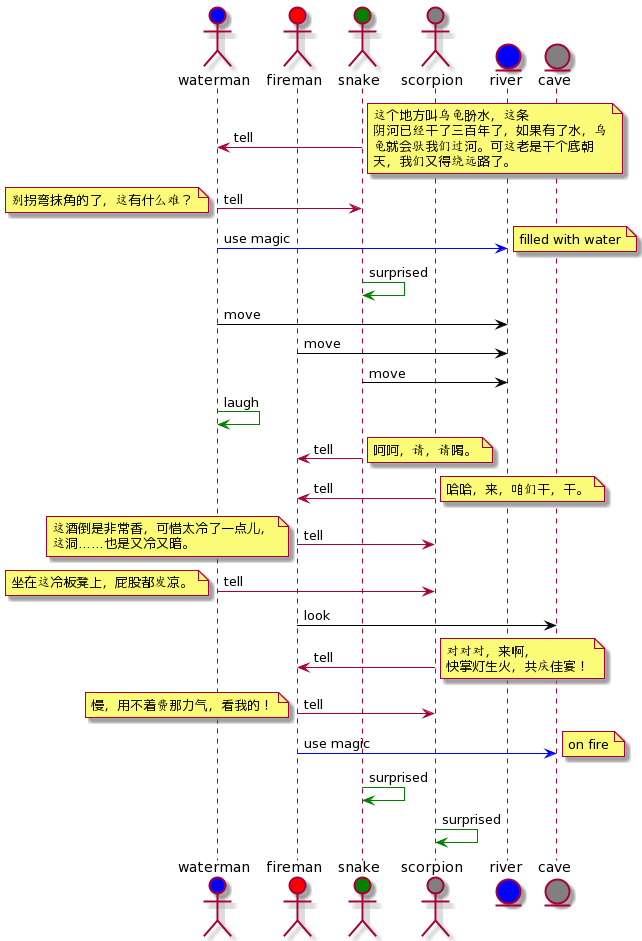 waterman fireman snake scorpion river cave
这个地方叫乌龟盼水，这条
阴河已经干了三百年了，如果有了水，乌
龟就会驮我们过河。可这老是干个底朝
天，我们又得绕远路了。
tell
别拐弯抹角的了，这有什么难？
tell
use magic
filled with water
surprised
move
move
move
laugh
tell
呵呵，请，请喝。
tell
哈哈，来，咱们干，干。
这酒倒是非常香，可惜太冷了一点儿，
这洞……也是又冷又暗。
tell
坐在这冷板凳上，屁股都发凉。
tell
look
tell
对对对，来啊，
快掌灯生火，共庆佳宴！
慢，用不着费那力气，看我的！
tell
use magic
on fire
surprised
surprised
waterman fireman snake scorpion river cave